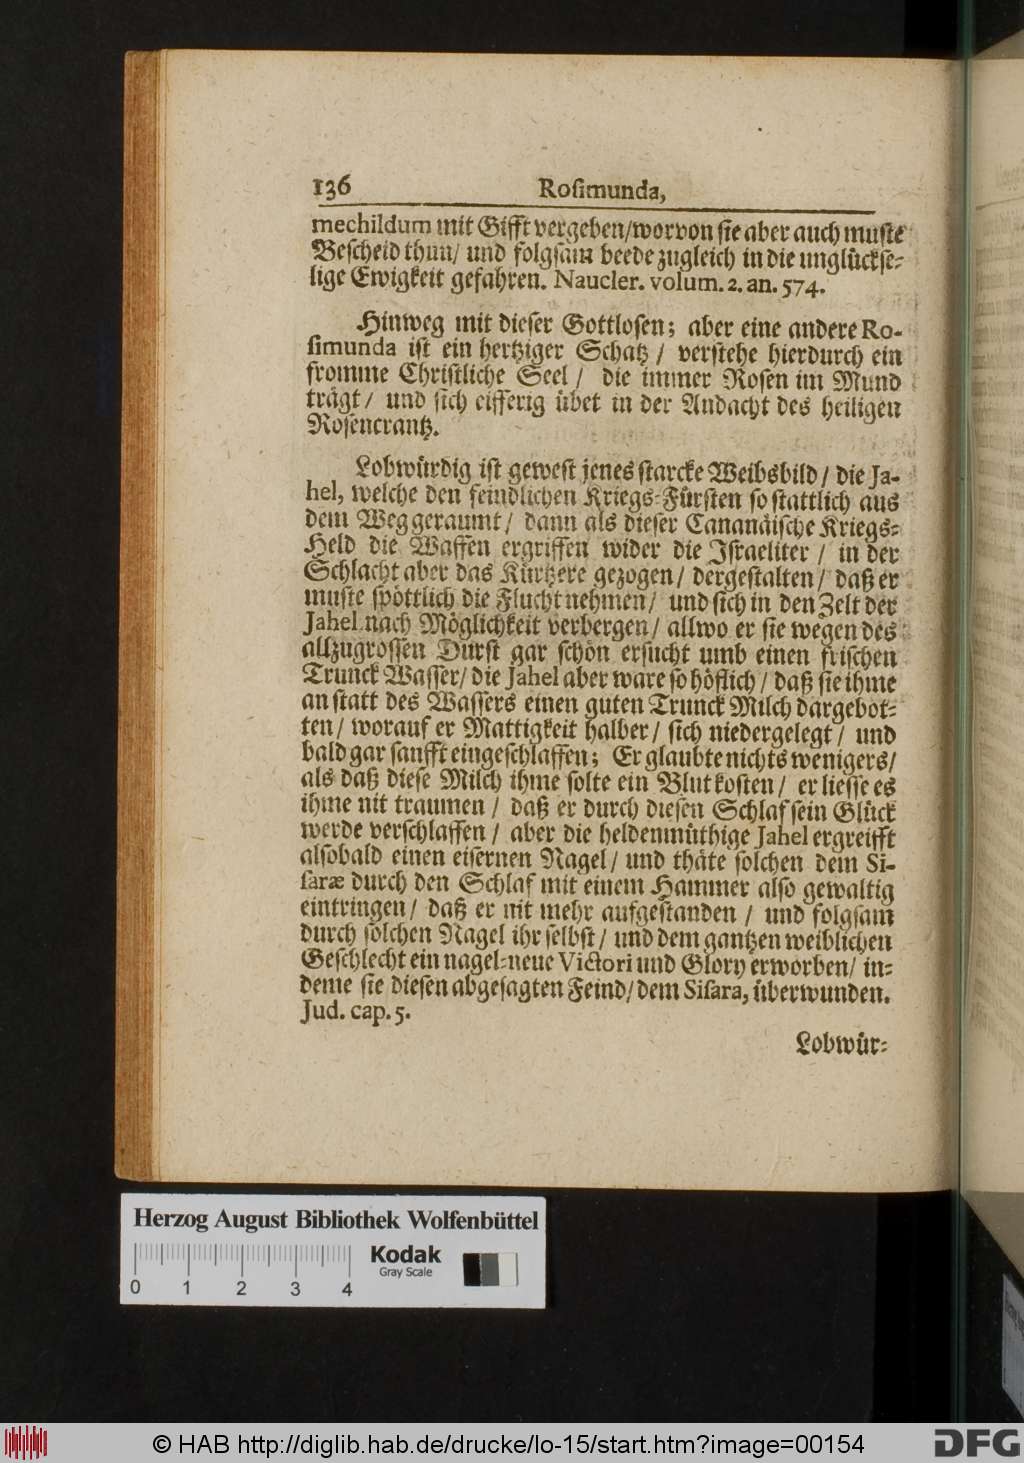 136 Rosimunda,
mechildum mit Gifft vergeben/ worvon sie aber auch muste
Bescheid thun/ und folgsam beede zugleich in die unglückse-
lige Ewigkeit gefahren. Naucler. volum. 2. an. 574.
Hinweg mit dieser Gottlosen; aber eine andere Ro-
simunda ist ein hertziger Schatz/ verstehe hierdurch ein
fromme Christliche Seel/ die immer Rosen im Mund
trägt/ und sich eifferig übet in der Andacht des heiligen
Rosencrantz.
Lobwürdig ist gewest jenes starcke Weibsbild/ die Ja-
hel, welche den feindlichen Kriegs-Fürsten so stattlich aus
dem Weg geraumt/ dann als dieser Cananäische Kriegs-
Held die Waffen ergriffen wider die Israeliter/ in der
Schlacht aber das Kürtzere gezogen/ dergestalten/ daß er
muste spöttlich die Flucht nehmen/ und sich in den Zelt der
Jahel nach Möglichkeit verbergen/ allwo er sie wegen des
allzugrossen Durst gar schön ersucht umb einen frischen
Trunck Wasser/ die Jahel aber ware so höflich/ daß sie ihme
an statt des Wassers einen guten Trunck Milch dargebot-
ten/ worauf er Mattigkeit halber/ sich niedergelegt/ und
bald gar sanfft eingeschlaffen; Er glaubte nichts wenigers/
als daß diese Milch ihme solte ein Blut kosten/ er liesse es
ihme nit traumen/ daß er durch diesen Schlaf sein Glück
werde verschlaffen/ aber die heldenmüthige Jahel ergreifft
alsobald einen eisernen Nagel/ und thäte solchen dem Si-
saræ durch den Schlaf mit einem Hammer also gewaltig
eintringen/ daß er nit mehr aufgestanden/ und folgsam
durch solchen Nagel ihr selbst/ und dem gantzen weiblichen
Geschlecht ein nagel-neue Victori und Glory erworben/ in-
deme sie diesen abgesagten Feind/ dem Sisara, überwunden.
Jud. cap. 5.
Lobwür-
Herzog August Bibliothek Wolfenbüttel
Kodak
Gray Scale
0 1 2 3 4
© HAB http://diglib.hab.de/drucke/lo-15/start.htm?image=00154
DFG